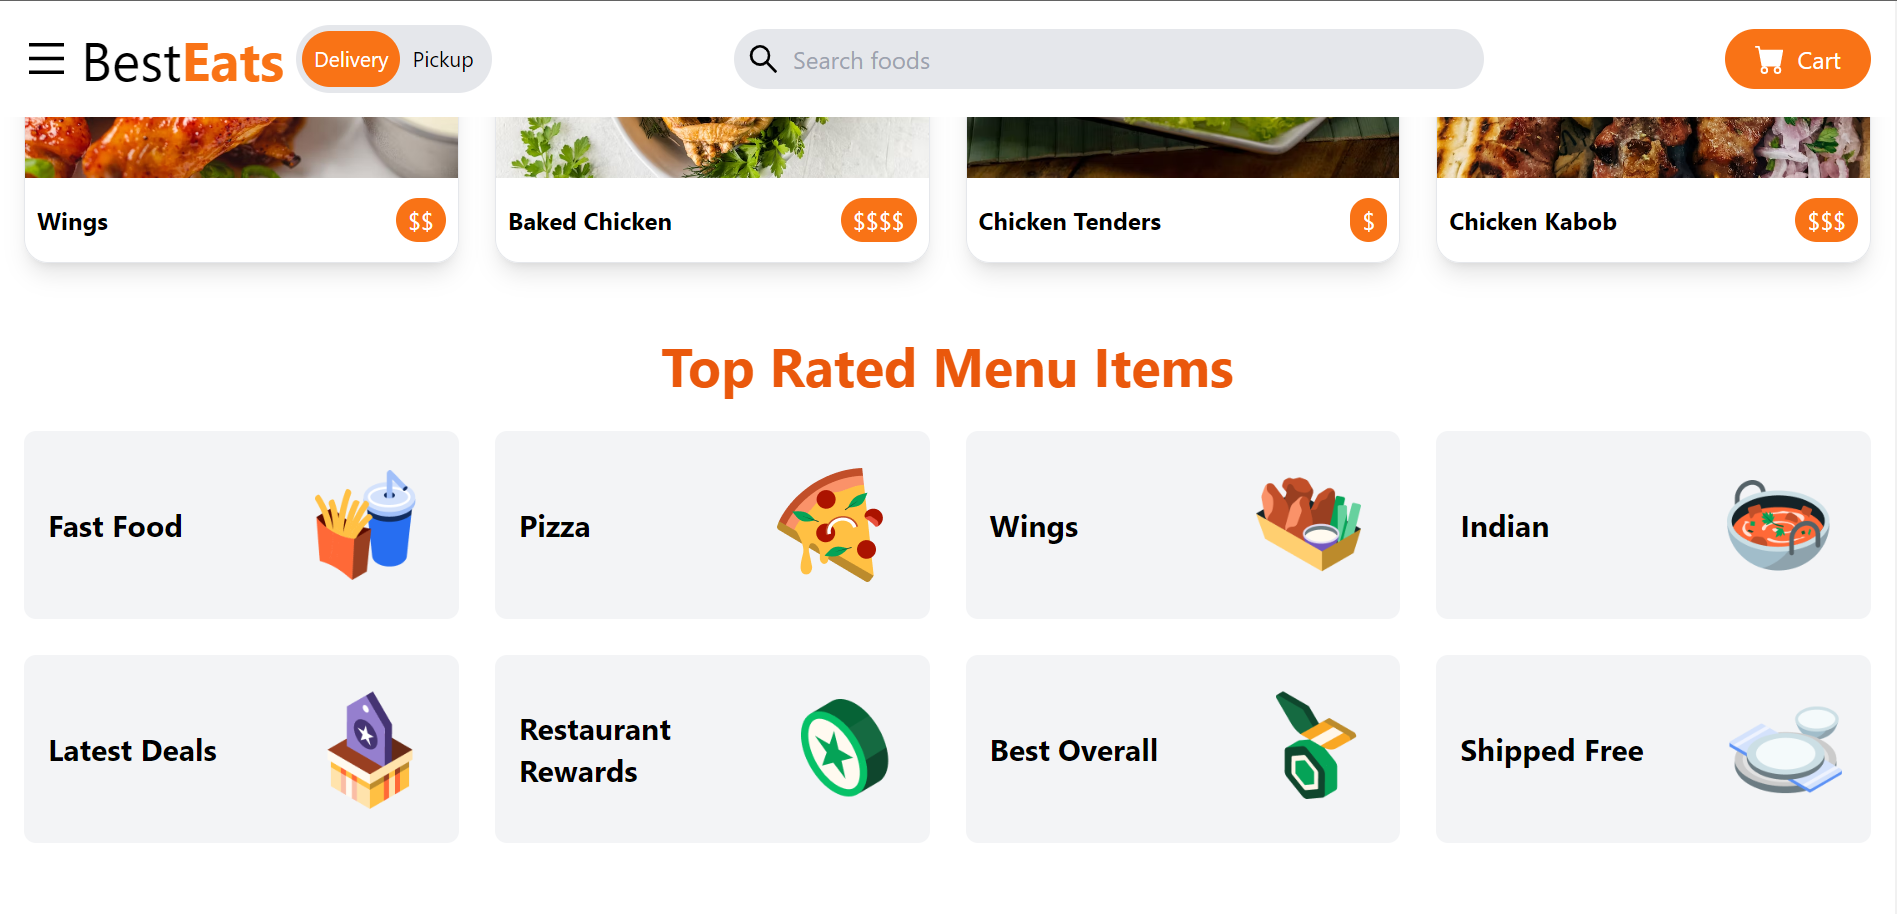 BestEats
Delivery Pickup
Search foods
Cart
Wings $$
Baked Chicken $$$$
Chicken Tenders $
Chicken Kabob $$$
Top Rated Menu Items
Fast Food
Pizza
Wings
Indian
Latest Deals
Restaurant
Rewards
Best Overall
Shipped Free